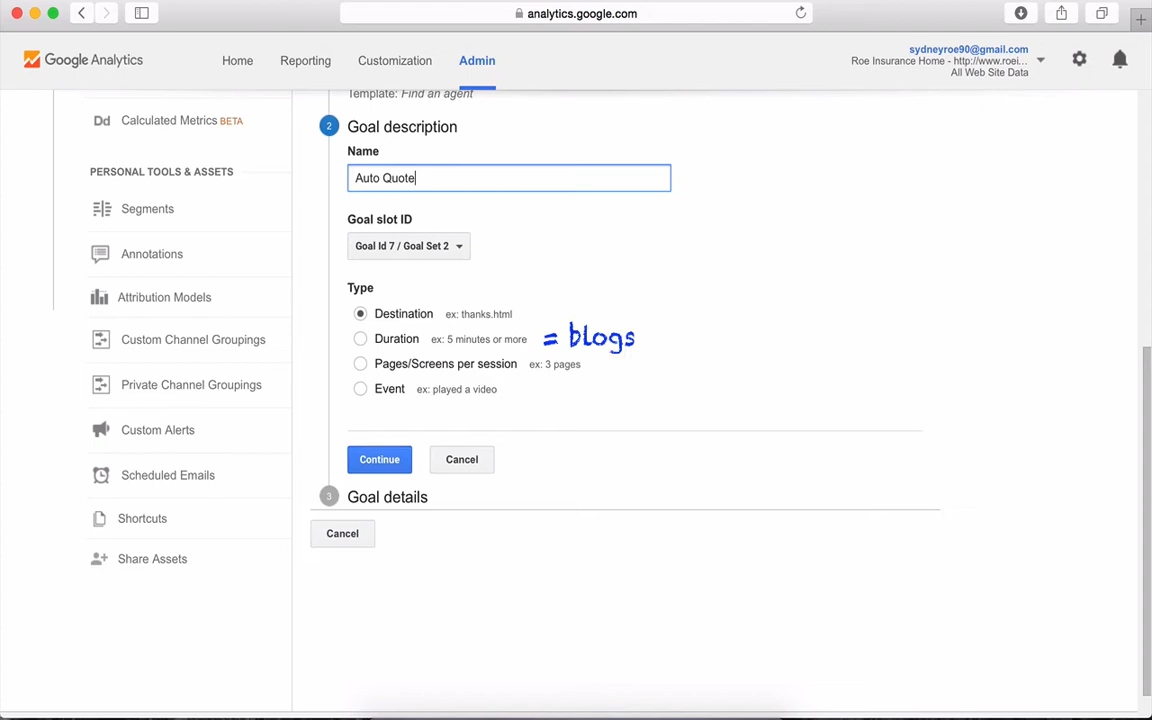 analytics.google.com
Google Analytics
Home
Reporting
Customization
Admin
sydneyroe90@gmail.com
Roe Insurance Home - http://www.roei...
All Web Site Data
Template: Find an agent
Dd Calculated Metrics BETA
2 Goal description
Name
PERSONAL TOOLS & ASSETS
Auto Quote
Segments
Goal slot ID
Goal Id 7 / Goal Set 2
Annotations
Type
Attribution Models
Destination ex: thanks.html
Custom Channel Groupings
Duration ex: 5 minutes or more = blogs
Pages/Screens per session ex: 3 pages
Private Channel Groupings
Event ex: played a video
Custom Alerts
Continue
Cancel
Scheduled Emails
3 Goal details
Shortcuts
Cancel
Share Assets